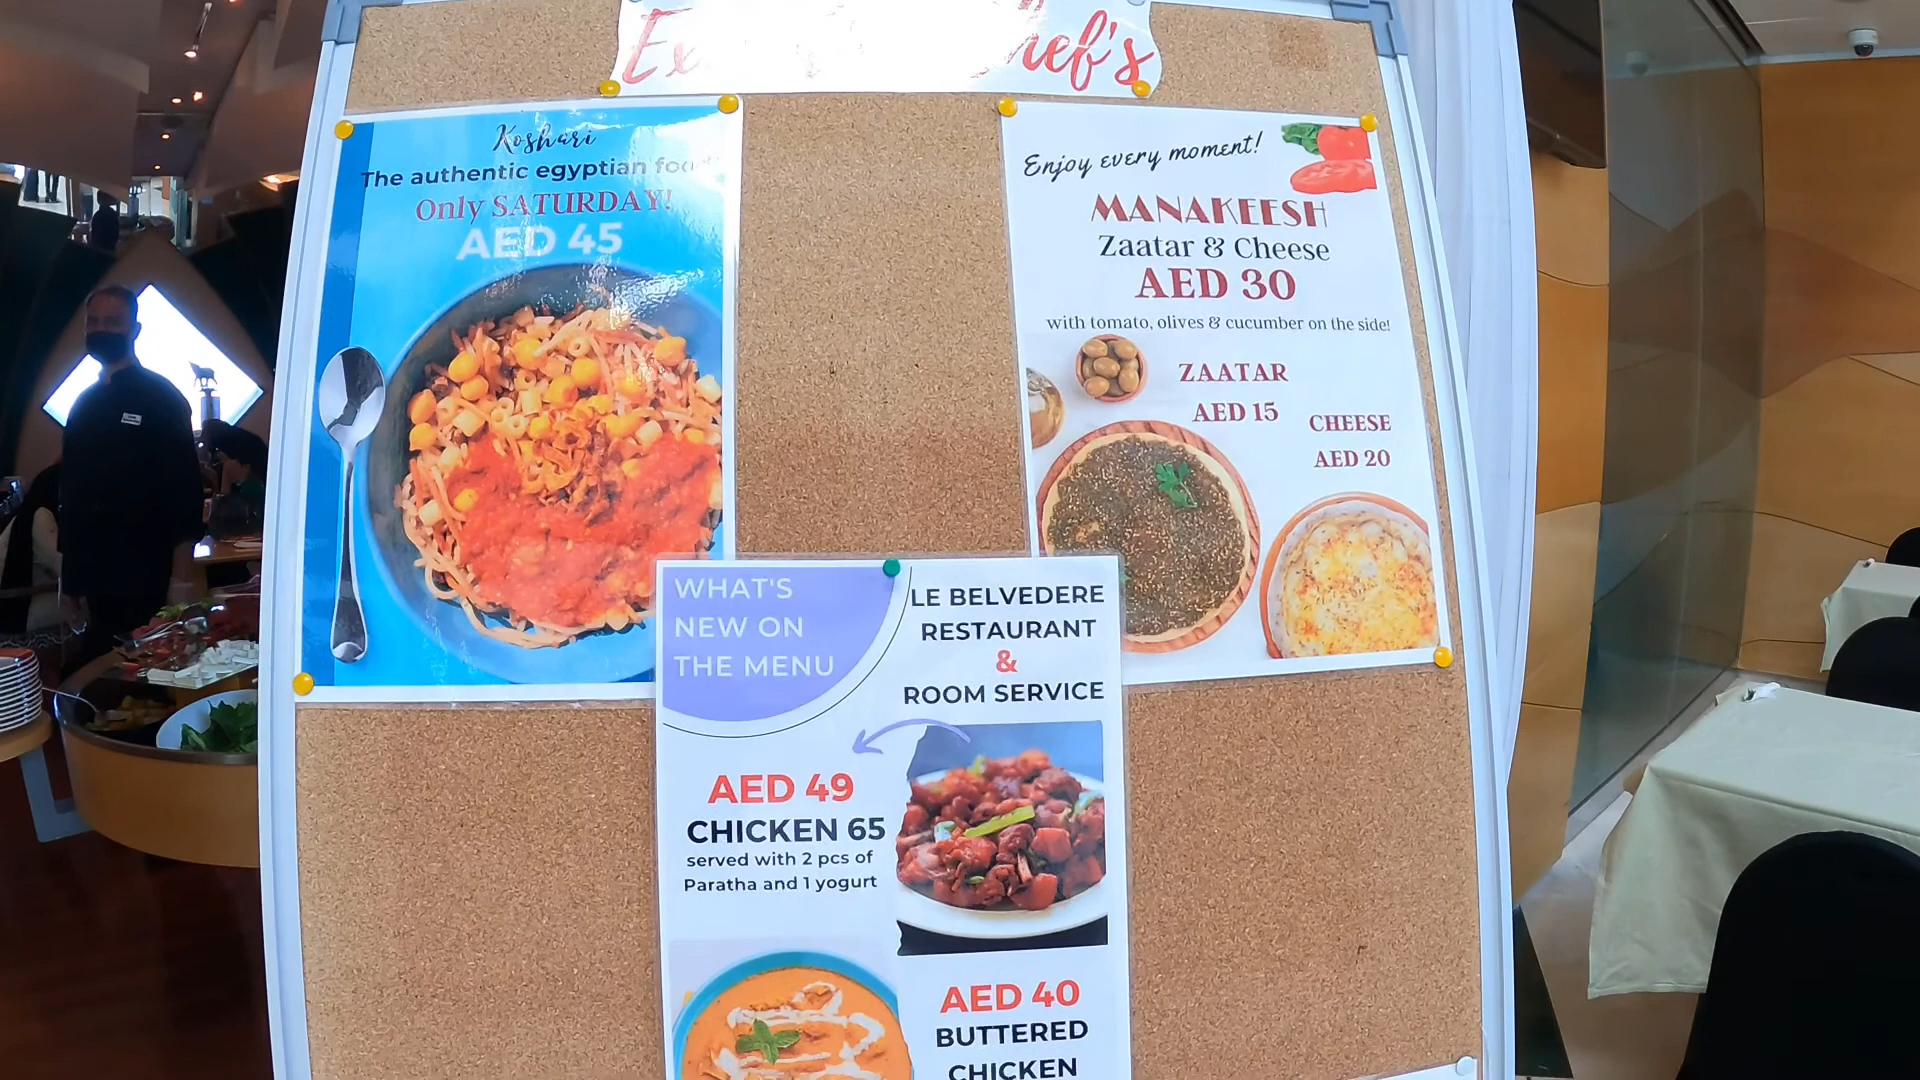 Chef's
Koshari
The authentic egyptian food
Only SATURDAY!
AED 45
Enjoy every moment!
MANAKEESH
Zaatar & Cheese
AED 30
with tomato, olives & cucumber on the side!
ZAATAR
AED 15
CHEESE
AED 20
WHAT'S
NEW ON
THE MENU
LE BELVEDERE
RESTAURANT
&
ROOM SERVICE
AED 49
CHICKEN 65
served with 2 pcs of
Paratha and 1 yogurt
AED 40
BUTTERED
CHICKEN